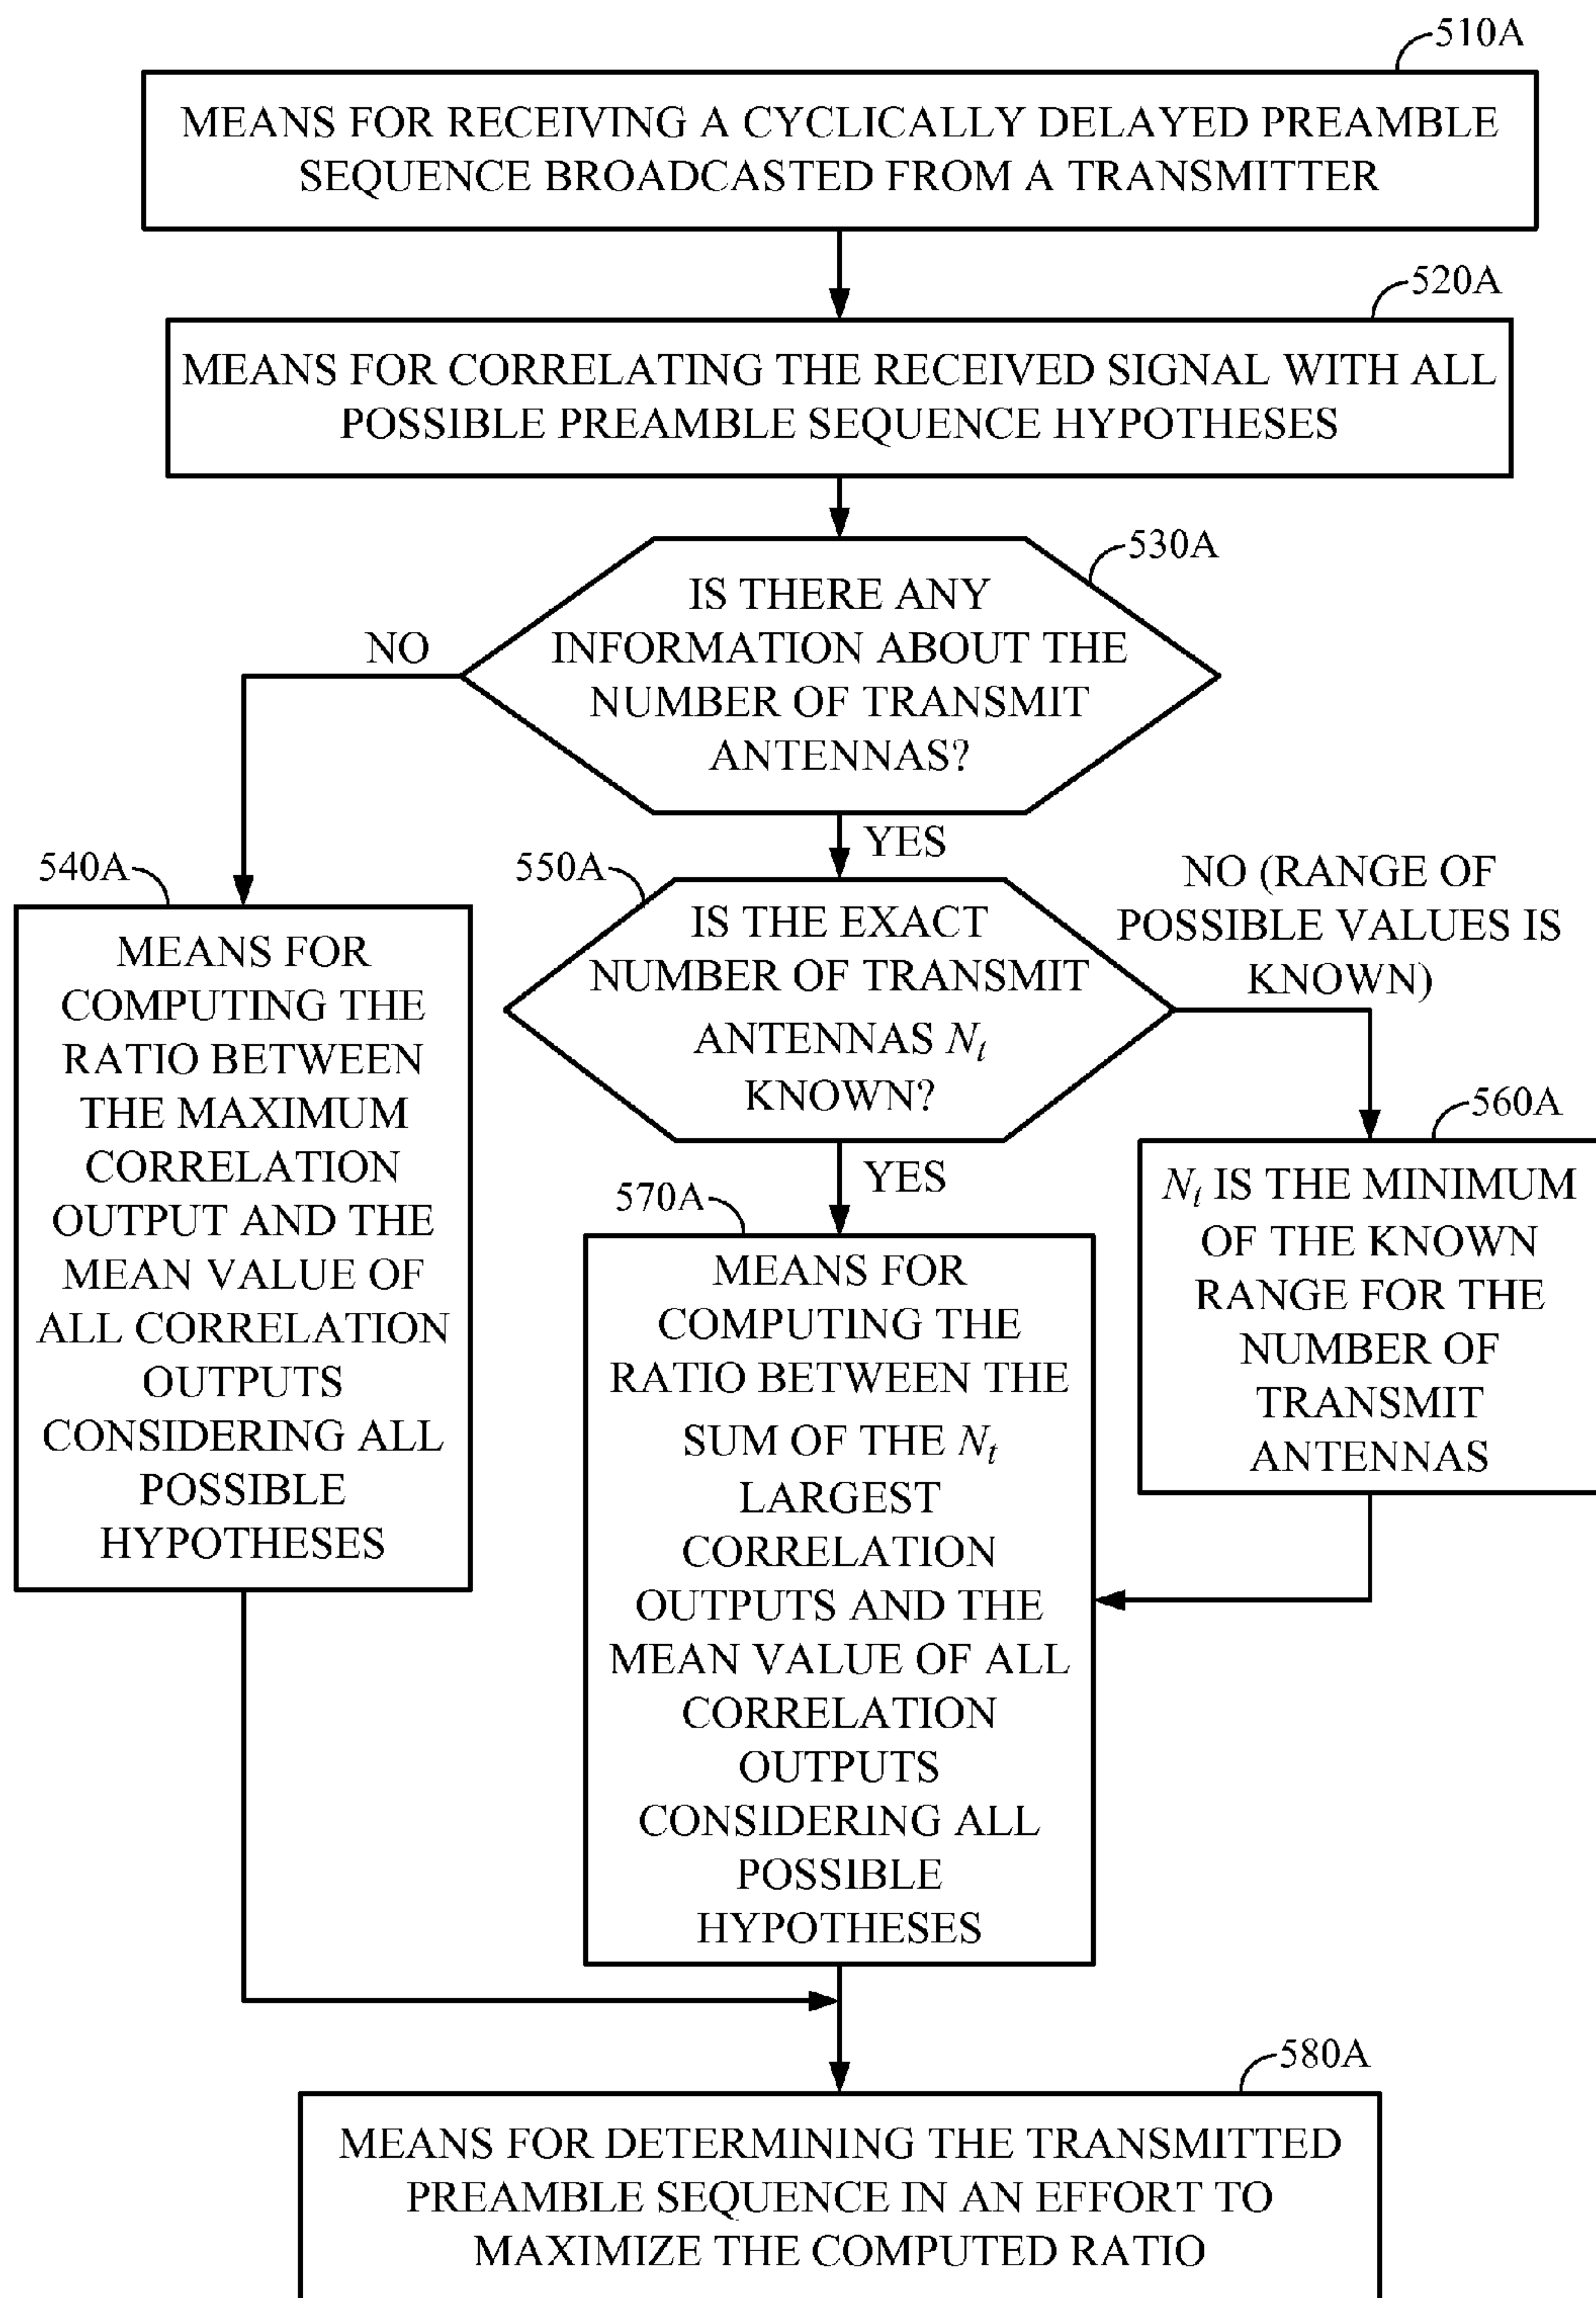 510A
MEANS FOR RECEIVING A CYCLICALLY DELAYED PREAMBLE
SEQUENCE BROADCASTED FROM A TRANSMITTER
520A
MEANS FOR CORRELATING THE RECEIVED SIGNAL WITH ALL
POSSIBLE PREAMBLE SEQUENCE HYPOTHESES
530A
IS THERE ANY
INFORMATION ABOUT THE
NUMBER OF TRANSMIT
ANTENNAS?
NO
YES
540A
MEANS FOR
COMPUTING THE
RATIO BETWEEN
THE MAXIMUM
CORRELATION
OUTPUT AND THE
MEAN VALUE OF
ALL CORRELATION
OUTPUTS
CONSIDERING ALL
POSSIBLE
HYPOTHESES
550A
IS THE EXACT
NUMBER OF TRANSMIT
ANTENNAS Nt
KNOWN?
NO (RANGE OF
POSSIBLE VALUES IS
KNOWN)
YES
560A
Nt IS THE MINIMUM
OF THE KNOWN
RANGE FOR THE
NUMBER OF
TRANSMIT
ANTENNAS
570A
MEANS FOR
COMPUTING THE
RATIO BETWEEN THE
SUM OF THE Nt
LARGEST
CORRELATION
OUTPUTS AND THE
MEAN VALUE OF ALL
CORRELATION
OUTPUTS
CONSIDERING ALL
POSSIBLE
HYPOTHESES
580A
MEANS FOR DETERMINING THE TRANSMITTED
PREAMBLE SEQUENCE IN AN EFFORT TO
MAXIMIZE THE COMPUTED RATIO